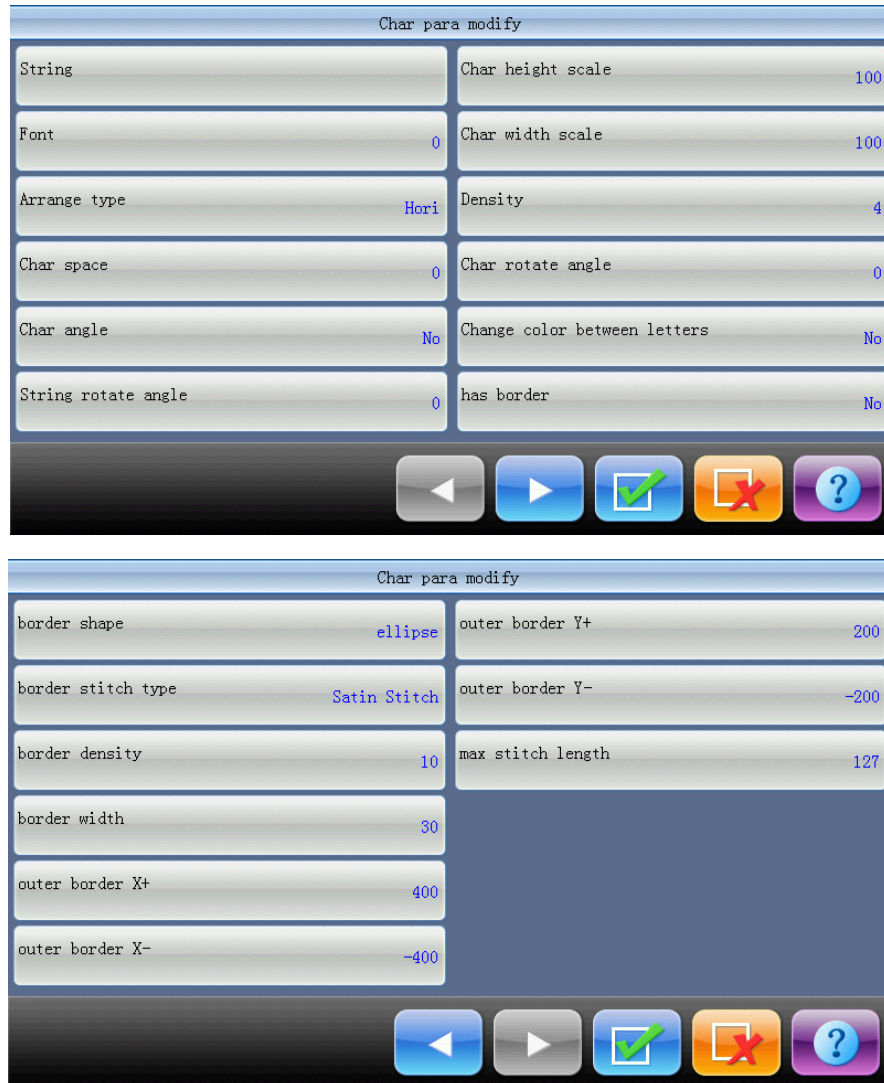 Char para modify
String
Char height scale 100
Font 0
Char width scale 100
Arrange type Hori
Density 4
Char space 0
Char rotate angle 0
Char angle No
Change color between letters No
String rotate angle 0
has border No
?
Char para modify
border shape ellipse
outer border Y+ 200
border stitch type Satin Stitch
outer border Y- -200
border density 10
max stitch length 127
border width 30
outer border X+ 400
outer border X- -400
?